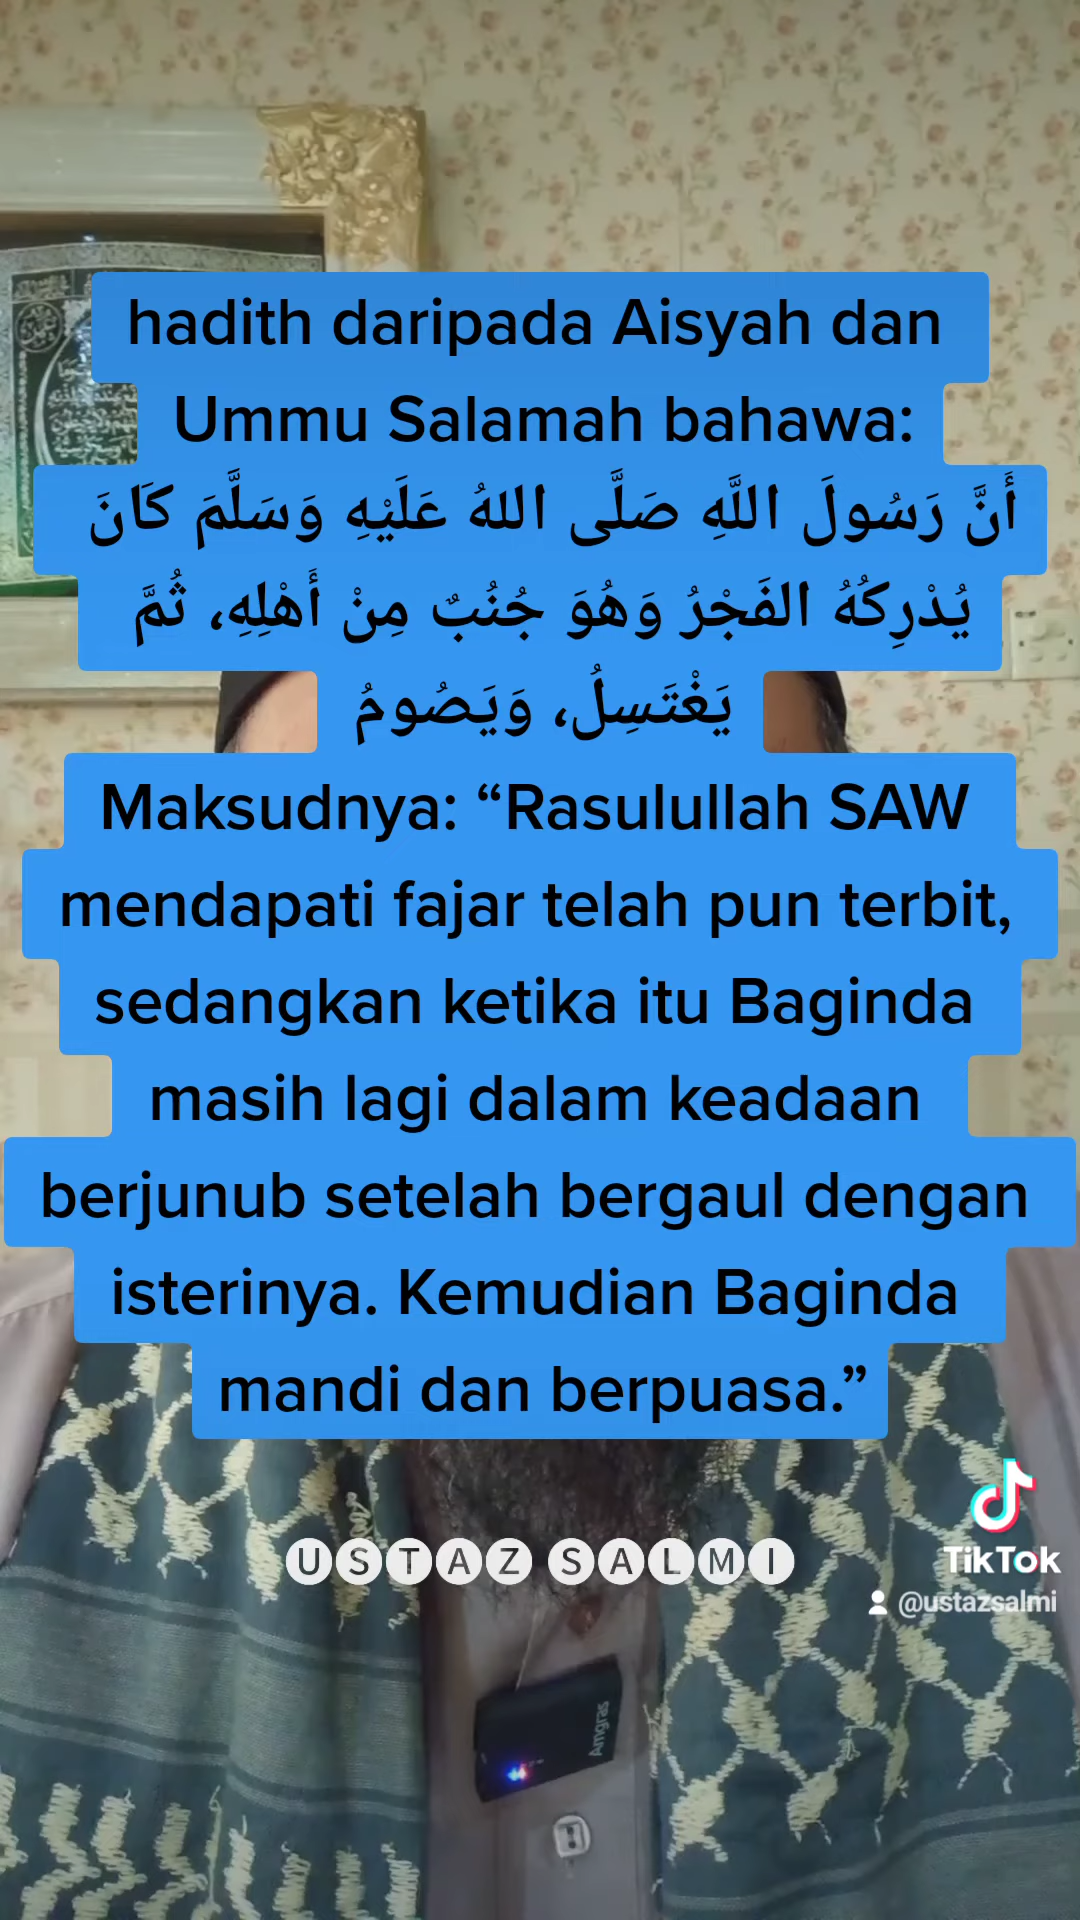 hadith daripada Aisyah dan
Ummu Salamah bahawa:
أَنَّ رَسُولَ اللَّهِ صَلَّى اللهُ عَلَيْهِ وَسَلَّمَ كَانَ
يُدْرِكُهُ الفَجْرُ وَهُوَ جُنُبٌ مِنْ أَهْلِهِ، ثُمَّ
يَغْتَسِلُ، وَيَصُومُ
Maksudnya: “Rasulullah SAW
mendapati fajar telah pun terbit,
sedangkan ketika itu Baginda
masih lagi dalam keadaan
berjunub setelah bergaul dengan
isterinya. Kemudian Baginda
mandi dan berpuasa.”
USTAZ SALMI
TikTok
@ustazsalmi
Angras